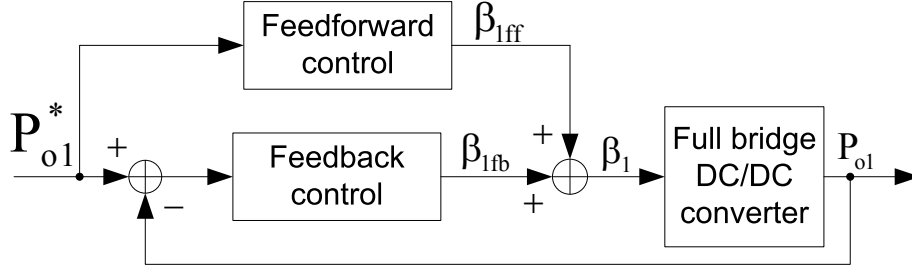 Feedforward
control
β1ff
P*o1
+
−
Feedback
control
β1fb
+
+
β1
Full bridge
DC/DC
converter
Po1